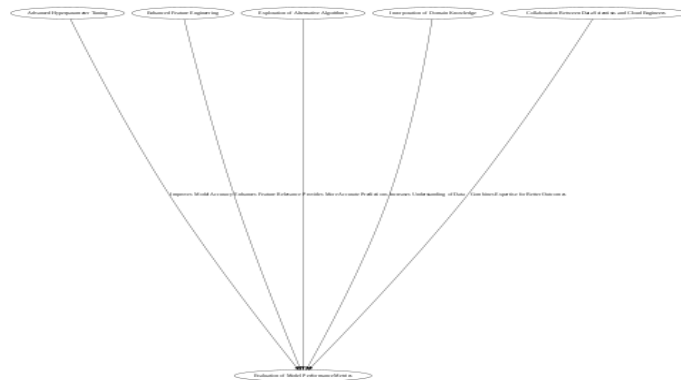 Advanced Hyperparameter Tuning
Enhanced Feature Engineering
Exploration of Alternative Algorithms
Incorporation of Domain Knowledge
Collaboration Between Data Scientists and Cloud Engineers
Improves Model Accuracy
Enhances Feature Relevance
Provides More Accurate Predictions
Increases Understanding of Data
Combines Expertise for Better Outcomes
Evaluation of Model Performance Metrics